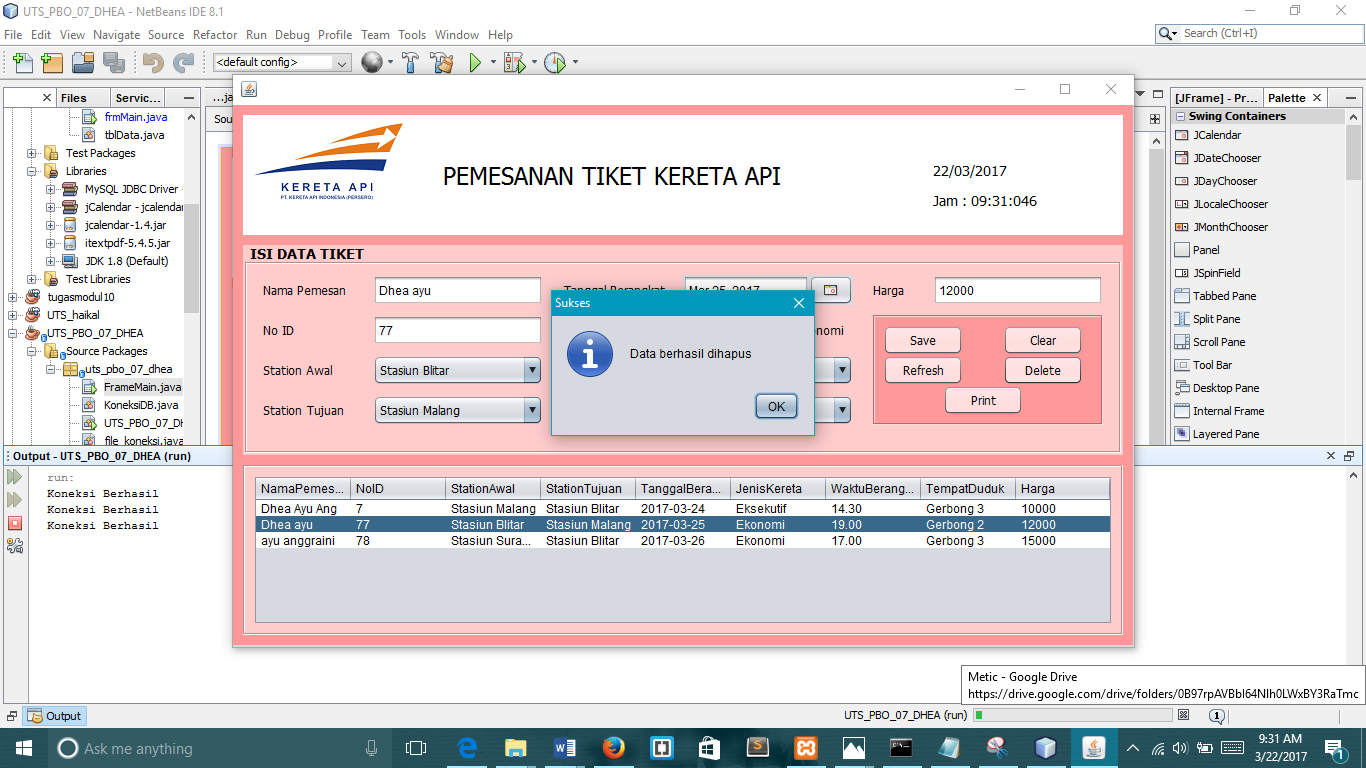 UTS_PBO_07_DHEA - NetBeans IDE 8.1
File Edit View Navigate Source Refactor Run Debug Profile Team Tools Window Help
Search (Ctrl+I)
<default config>
Files Servic... ...ja
[JFrame] - Pr... Palette
frmMain.java
tblData.java
Test Packages
Libraries
MySQL JDBC Driver -
jCalendar - jcalendar
jcalendar-1.4.jar
itextpdf-5.4.5.jar
JDK 1.8 (Default)
Test Libraries
tugasmodul10
UTS_haikal
UTS_PBO_07_DHEA
Source Packages
uts_pbo_07_dhea
FrameMain.java
KoneksiDB.java
UTS_PBO_07_DH
file_koneksi.java
Sou
KERETA API
PT. KERETA API INDONESIA (PERSERO)
PEMESANAN TIKET KERETA API
22/03/2017
Jam : 09:31:046
ISI DATA TIKET
Nama Pemesan Dhea ayu Tanggal Berangkat Mar 25, 2017 Harga 12000
No ID 77 onomi
Station Awal Stasiun Blitar
Station Tujuan Stasiun Malang
Save Clear
Refresh Delete
Print
Sukses
Data berhasil dihapus
OK
NamaPemes... NoID StationAwal StationTujuan TanggalBera... JenisKereta WaktuBerang... TempatDuduk Harga
Dhea Ayu Ang 7 Stasiun Malang Stasiun Blitar 2017-03-24 Eksekutif 14.30 Gerbong 3 10000
Dhea ayu 77 Stasiun Blitar Stasiun Malang 2017-03-25 Ekonomi 19.00 Gerbong 2 12000
ayu anggraini 78 Stasiun Sura... Stasiun Blitar 2017-03-26 Ekonomi 17.00 Gerbong 3 15000
Swing Containers
JCalendar
JDateChooser
JDayChooser
JLocaleChooser
JMonthChooser
Panel
JSpinField
Tabbed Pane
Split Pane
Scroll Pane
Tool Bar
Desktop Pane
Internal Frame
Layered Pane
Output - UTS_PBO_07_DHEA (run)
run:
Koneksi Berhasil
Koneksi Berhasil
Koneksi Berhasil
Metic - Google Drive
Output
UTS_PBO_07_DHEA (run)
1
Ask me anything
9:31 AM
3/22/2017
1